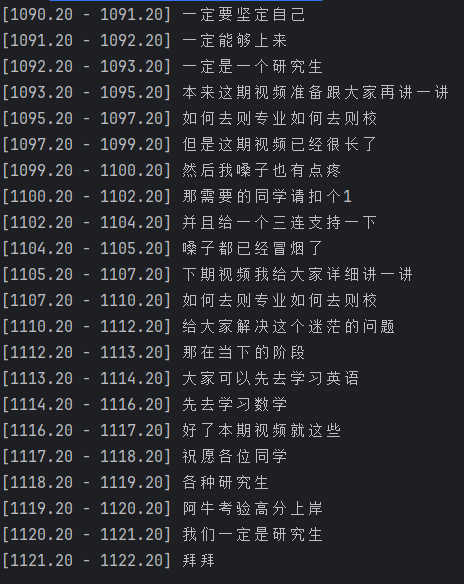 [1090.20 - 1091.20] 一定要坚定自己
[1091.20 - 1092.20] 一定能够上来
[1092.20 - 1093.20] 一定是一个研究生
[1093.20 - 1095.20] 本来这期视频准备跟大家再讲一讲
[1095.20 - 1097.20] 如何去则专业如何去则校
[1097.20 - 1099.20] 但是这期视频已经很长了
[1099.20 - 1100.20] 然后我嗓子也有点疼
[1100.20 - 1102.20] 那需要的同学请扣个1
[1102.20 - 1104.20] 并且给一个三连支持一下
[1104.20 - 1105.20] 嗓子都已经冒烟了
[1105.20 - 1107.20] 下期视频我给大家详细讲一讲
[1107.20 - 1110.20] 如何去则专业如何去则校
[1110.20 - 1112.20] 给大家解决这个迷茫的问题
[1112.20 - 1113.20] 那在当下的阶段
[1113.20 - 1114.20] 大家可以先去学习英语
[1114.20 - 1116.20] 先去学习数学
[1116.20 - 1117.20] 好了本期视频就这些
[1117.20 - 1118.20] 祝愿各位同学
[1118.20 - 1119.20] 各种研究生
[1119.20 - 1120.20] 阿牛考验高分上岸
[1120.20 - 1121.20] 我们一定是研究生
[1121.20 - 1122.20] 拜拜